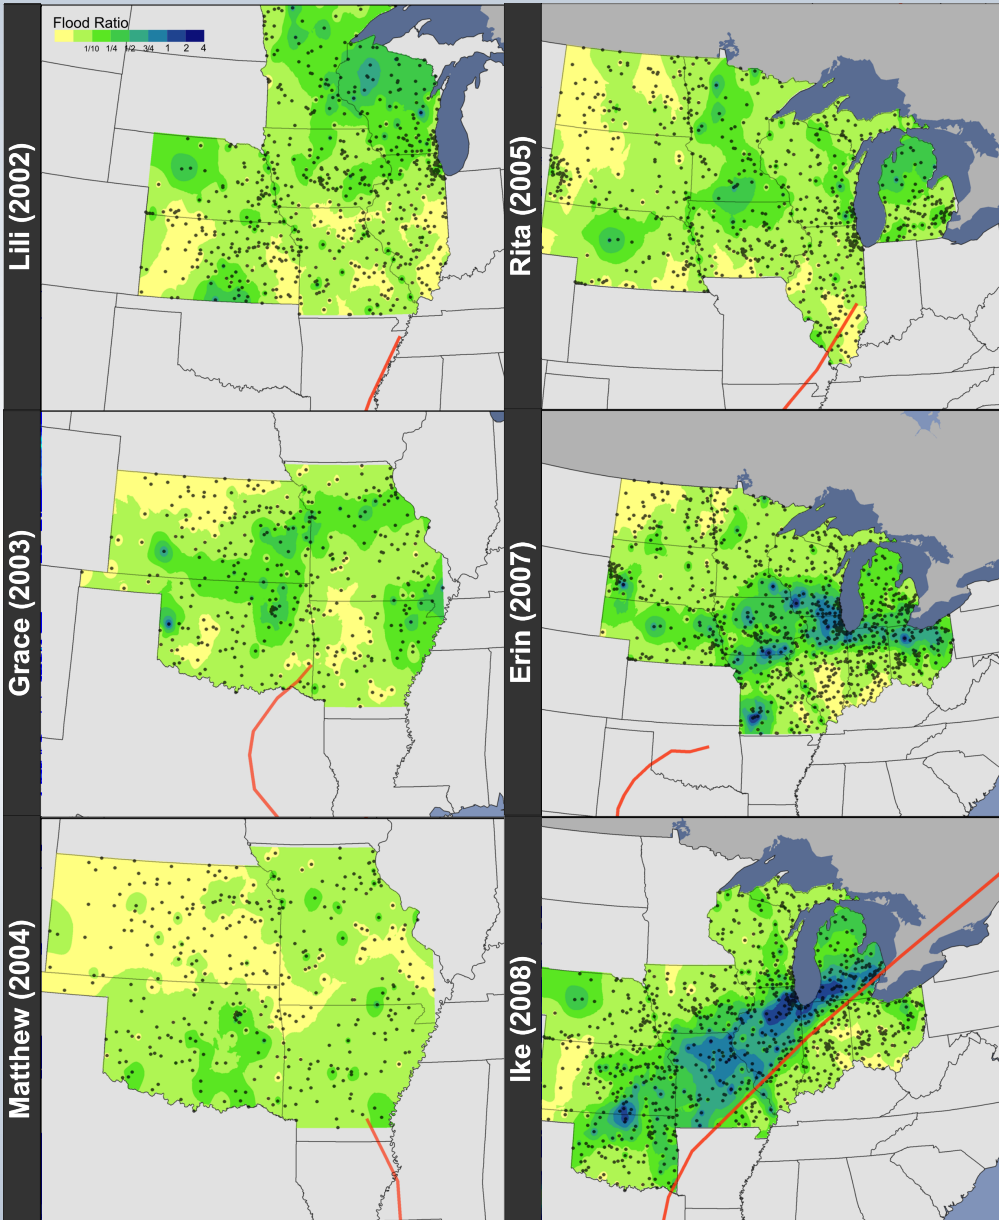 Flood Ratio
1/10 1/4 1/2 3/4 1 2 4
Lili (2002)
Rita (2005)
Grace (2003)
Erin (2007)
Matthew (2004)
Ike (2008)